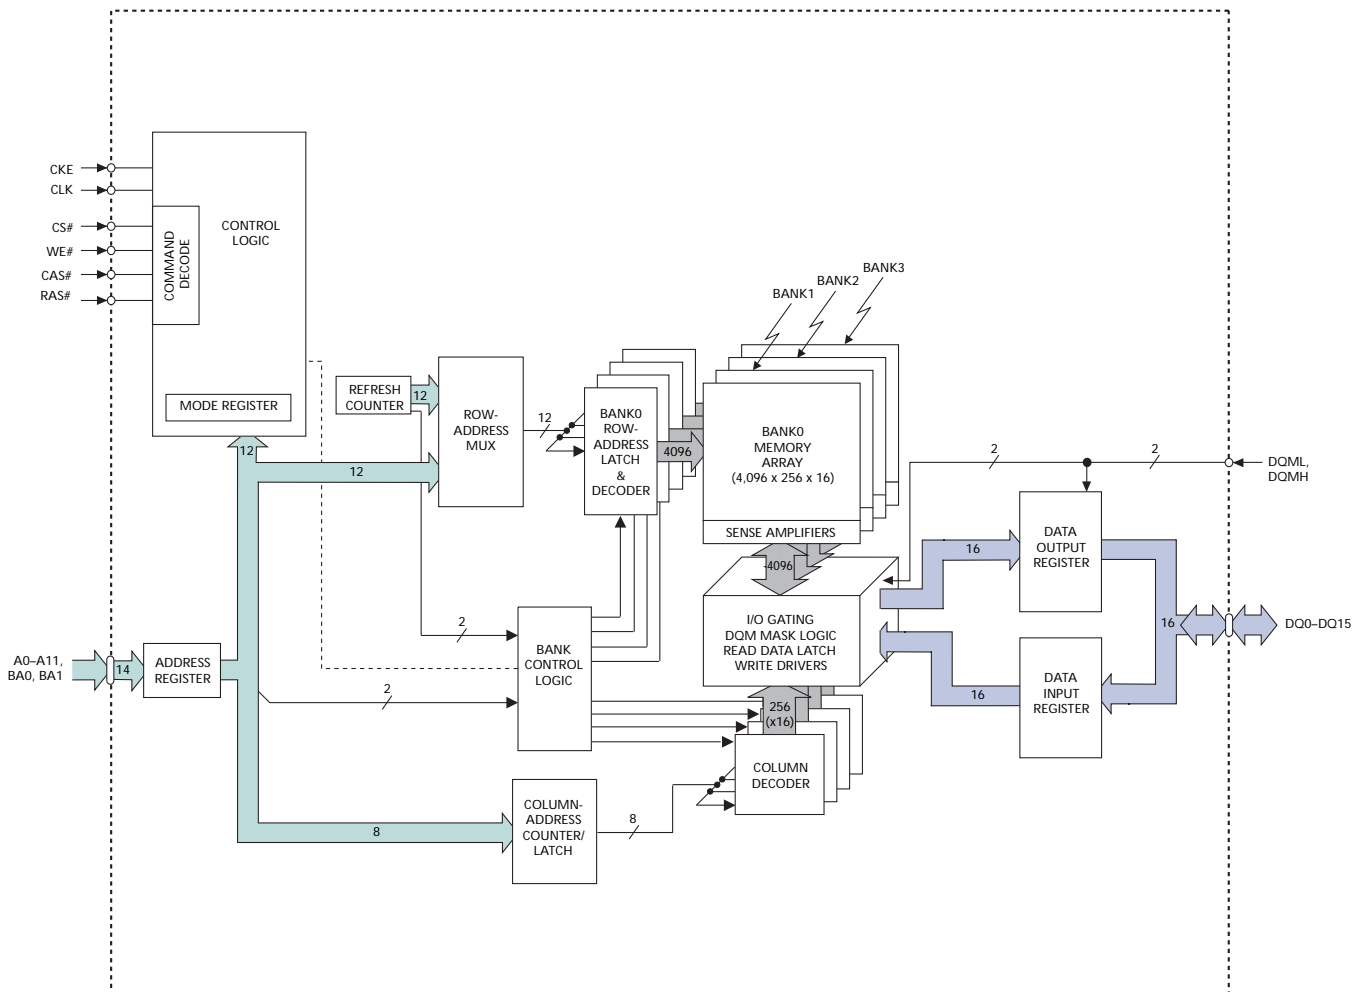 CKE
CLK
CS#
WE#
CAS#
RAS#
COMMAND
DECODE
CONTROL
LOGIC
MODE REGISTER
12
12
REFRESH
COUNTER
12
ROW-
ADDRESS
MUX
12
BANK0
ROW-
ADDRESS
LATCH
&
DECODER
4096
BANK1
BANK2
BANK3
BANK0
MEMORY
ARRAY
(4,096 x 256 x 16)
SENSE AMPLIFIERS
4096
I/O GATING
DQM MASK LOGIC
READ DATA LATCH
WRITE DRIVERS
2
2
DQML,
DQMH
16
DATA
OUTPUT
REGISTER
16
DQ0–DQ15
16
DATA
INPUT
REGISTER
A0–A11,
BA0, BA1
14
ADDRESS
REGISTER
2
2
BANK
CONTROL
LOGIC
256
(x16)
COLUMN
DECODER
8
COLUMN-
ADDRESS
COUNTER/
LATCH
8